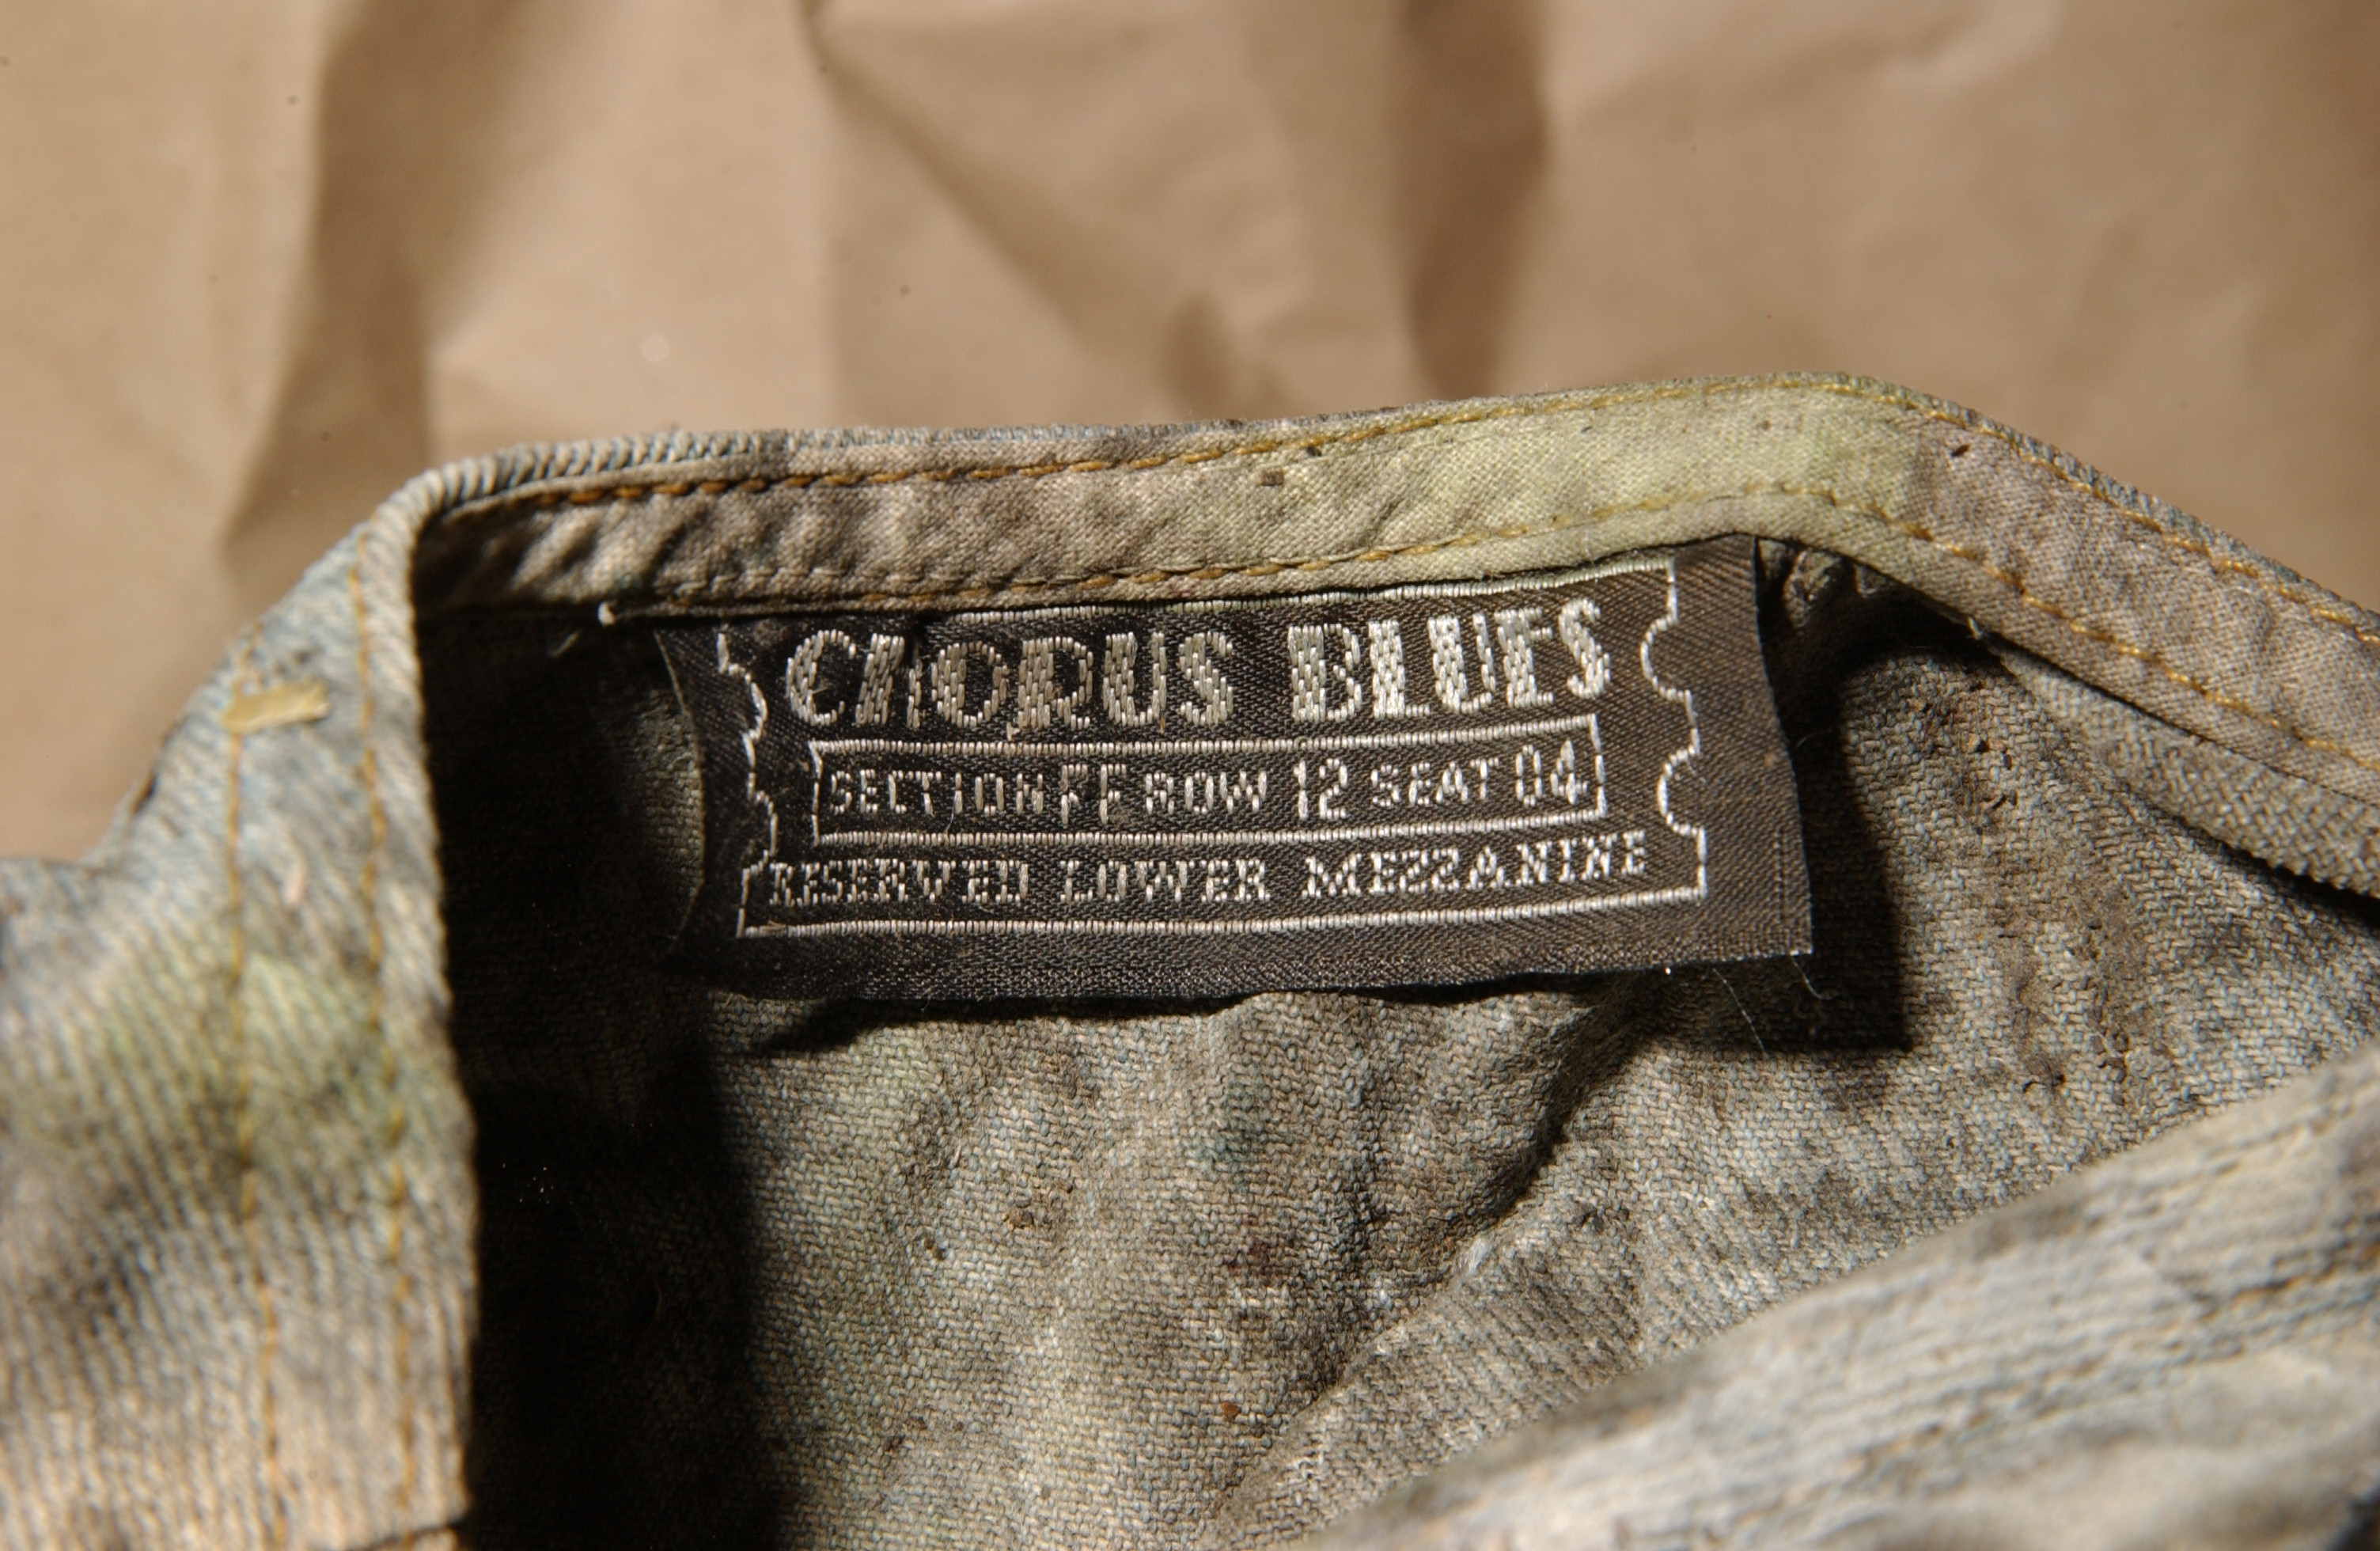 CHORUS BLUES
SECTION FF ROW 12 SEAT 04
RESERVED LOWER MEZZANINE